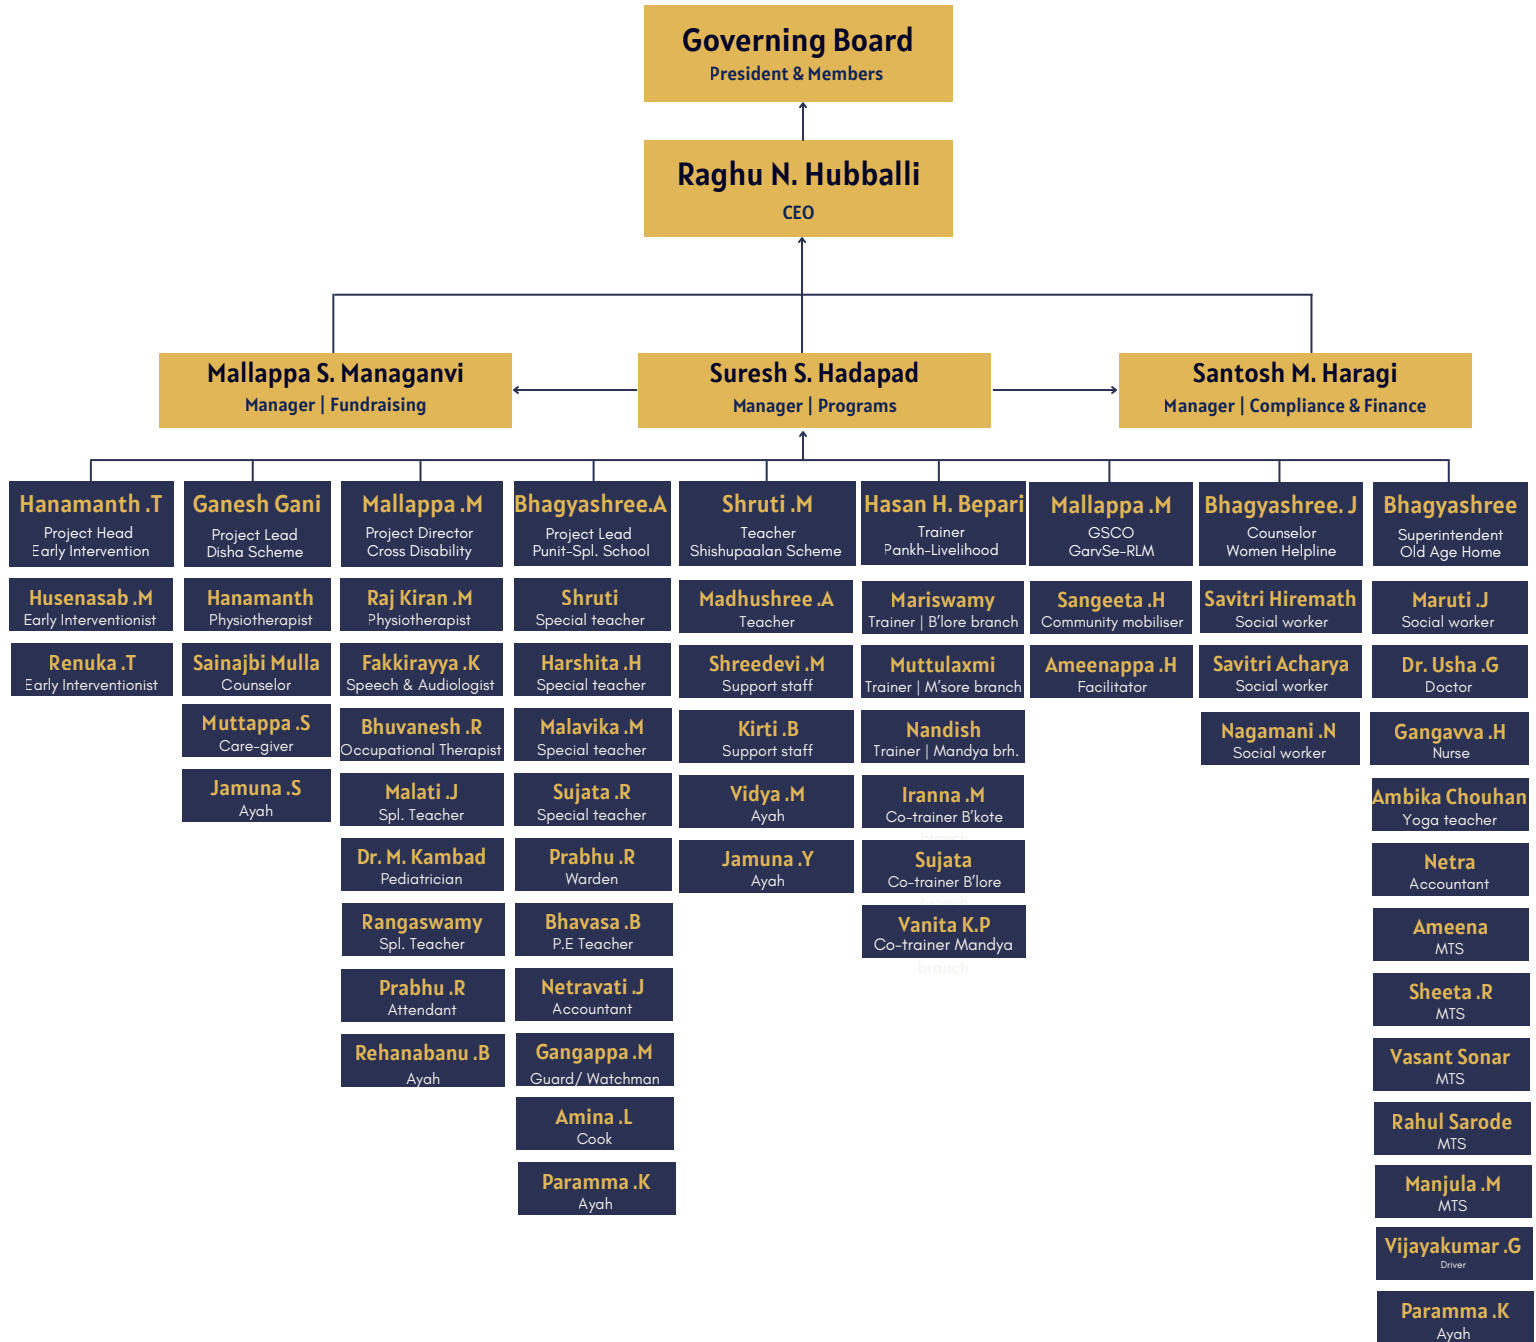 Governing Board
President & Members
Raghu N. Hubballi
CEO
Mallappa S. Managanvi
Manager | Fundraising
Suresh S. Hadapad
Manager | Programs
Santosh M. Haragi
Manager | Compliance & Finance
Hanamanth .T
Project Head
Early Intervention
Husenasab .M
Early Interventionist
Renuka .T
Early Interventionist
Ganesh Gani
Project Lead
Disha Scheme
Hanamanth
Physiotherapist
Sainajbi Mulla
Counselor
Muttappa .S
Care-giver
Jamuna .S
Ayah
Mallappa .M
Project Director
Cross Disability
Raj Kiran .M
Physiotherapist
Fakkirayya .K
Speech & Audiologist
Bhuvanesh .R
Occupational Therapist
Malati .J
Spl. Teacher
Dr. M. Kambad
Pediatrician
Rangaswamy
Spl. Teacher
Prabhu .R
Attendant
Rehanabanu .B
Ayah
Bhagyashree.A
Project Lead
Punit-Spl. School
Shruti
Special teacher
Harshita .H
Special teacher
Malavika .M
Special teacher
Sujata .R
Special teacher
Prabhu .R
Warden
Bhavasa .B
P.E Teacher
Netravati .J
Accountant
Gangappa .M
Guard/ Watchman
Amina .L
Cook
Paramma .K
Ayah
Shruti .M
Teacher
Shishupaalan Scheme
Madhushree .A
Teacher
Shreedevi .M
Support staff
Kirti .B
Support staff
Vidya .M
Ayah
Jamuna .Y
Ayah
Hasan H. Bepari
Trainer
Pankh-Livelihood
Mariswamy
Trainer | B'lore branch
Muttulaxmi
Trainer | M'sore branch
Nandish
Trainer | Mandya brh.
Iranna .M
Co-trainer B'kote
branch
Sujata
Co-trainer B'lore
branch
Vanita K.P
Co-trainer Mandya
branch
Mallappa .M
GSCO
GarvSe-RLM
Sangeeta .H
Community mobiliser
Ameenappa .H
Facilitator
Bhagyashree. J
Counselor
Women Helpline
Savitri Hiremath
Social worker
Savitri Acharya
Social worker
Nagamani .N
Social worker
Bhagyashree
Superintendent
Old Age Home
Maruti .J
Social worker
Dr. Usha .G
Doctor
Gangavva .H
Nurse
Ambika Chouhan
Yoga teacher
Netra
Accountant
Ameena
MTS
Sheeta .R
MTS
Vasant Sonar
MTS
Rahul Sarode
MTS
Manjula .M
MTS
Vijayakumar .G
Driver
Paramma .K
Ayah